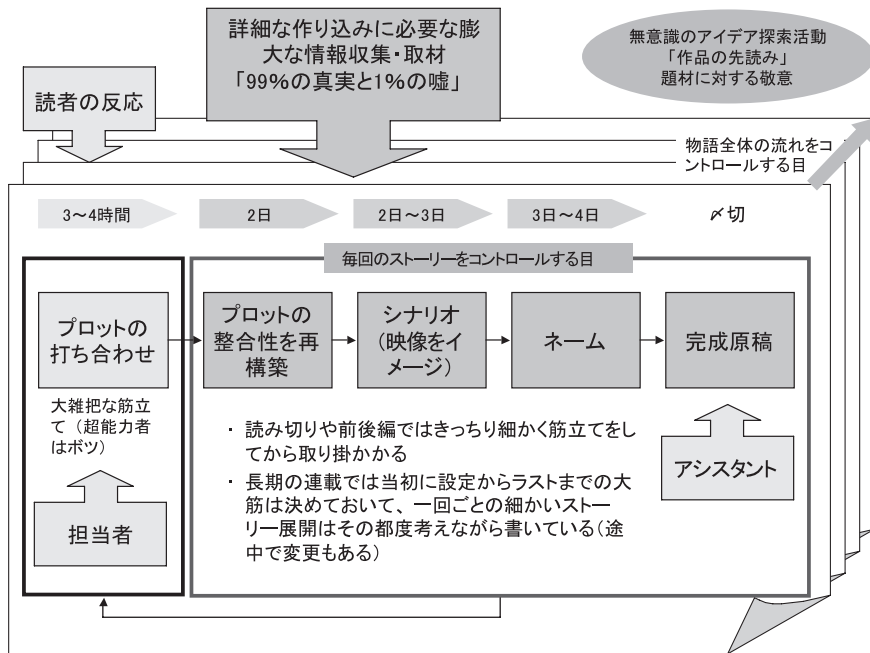 詳細な作り込みに必要な膨
大な情報収集・取材
「99%の真実と1%の嘘」
無意識のアイデア探索活動
「作品の先読み」
題材に対する敬意
読者の反応
物語全体の流れをコ
ントロールする目
3～4時間
2日
2日～3日
3日～4日
〆切
毎回のストーリーをコントロールする目
プロットの
打ち合わせ
プロットの
整合性を再
構築
シナリオ
(映像をイ
メージ)
ネーム
完成原稿
大雑把な筋立
て（超能力者
はボツ）
担当者
・ 読み切りや前後編ではきっちり細かく筋立てをし
てから取り掛かかる
・ 長期の連載では当初に設定からラストまでの大
筋は決めておいて、一回ごとの細かいストー
リー展開はその都度考えながら書いている(途
中で変更もある)
アシスタント